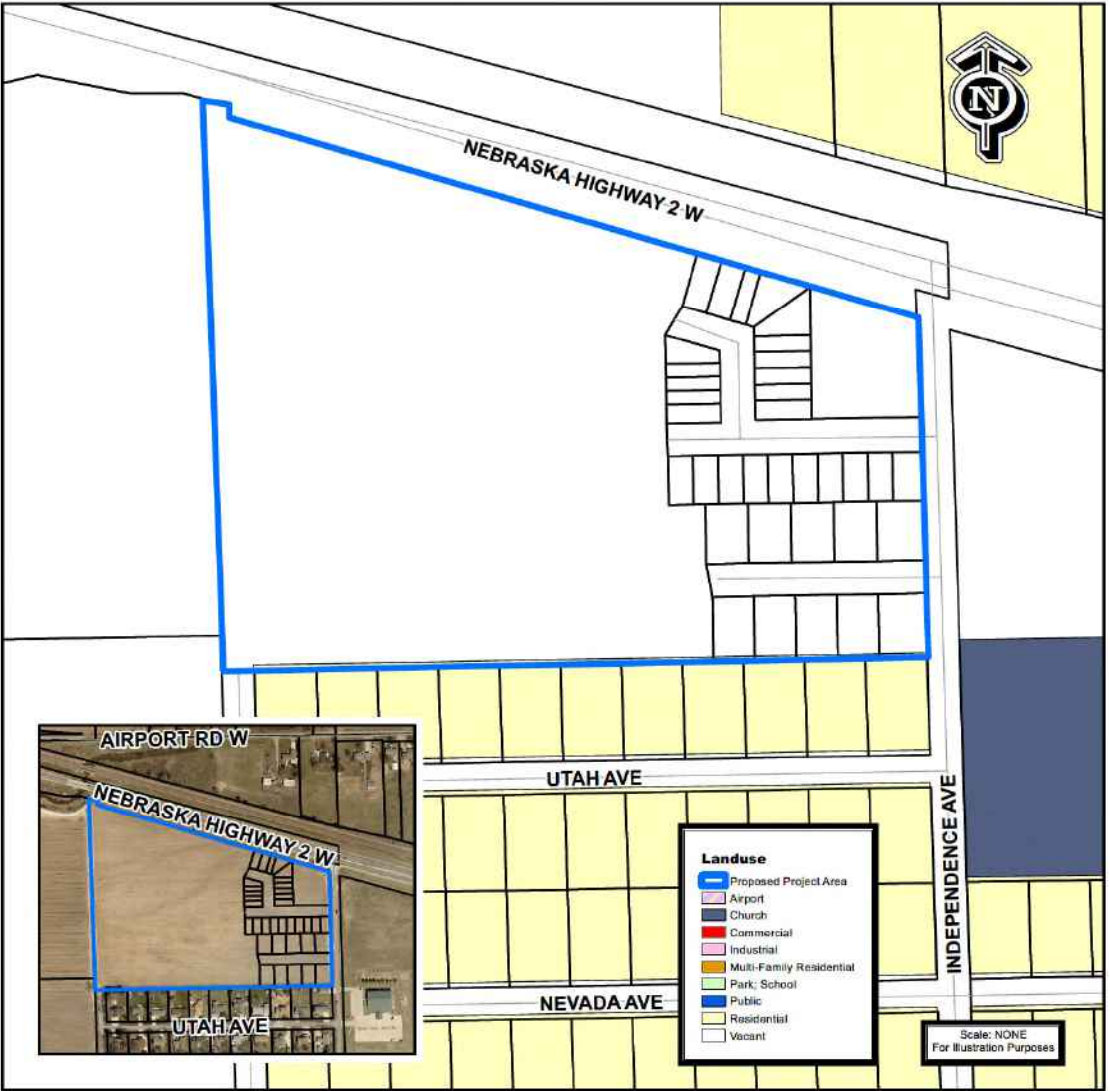 N
NEBRASKA HIGHWAY 2 W
UTAH AVE
INDEPENDENCE AVE
NEVADA AVE
AIRPORT RD W
NEBRASKA HIGHWAY 2 W
UTAH AVE
Landuse
Proposed Project Area
Airport
Church
Commercial
Industrial
Multi-Family Residential
Park; School
Public
Residential
Vacant
Scale: NONE
For Illustration Purposes